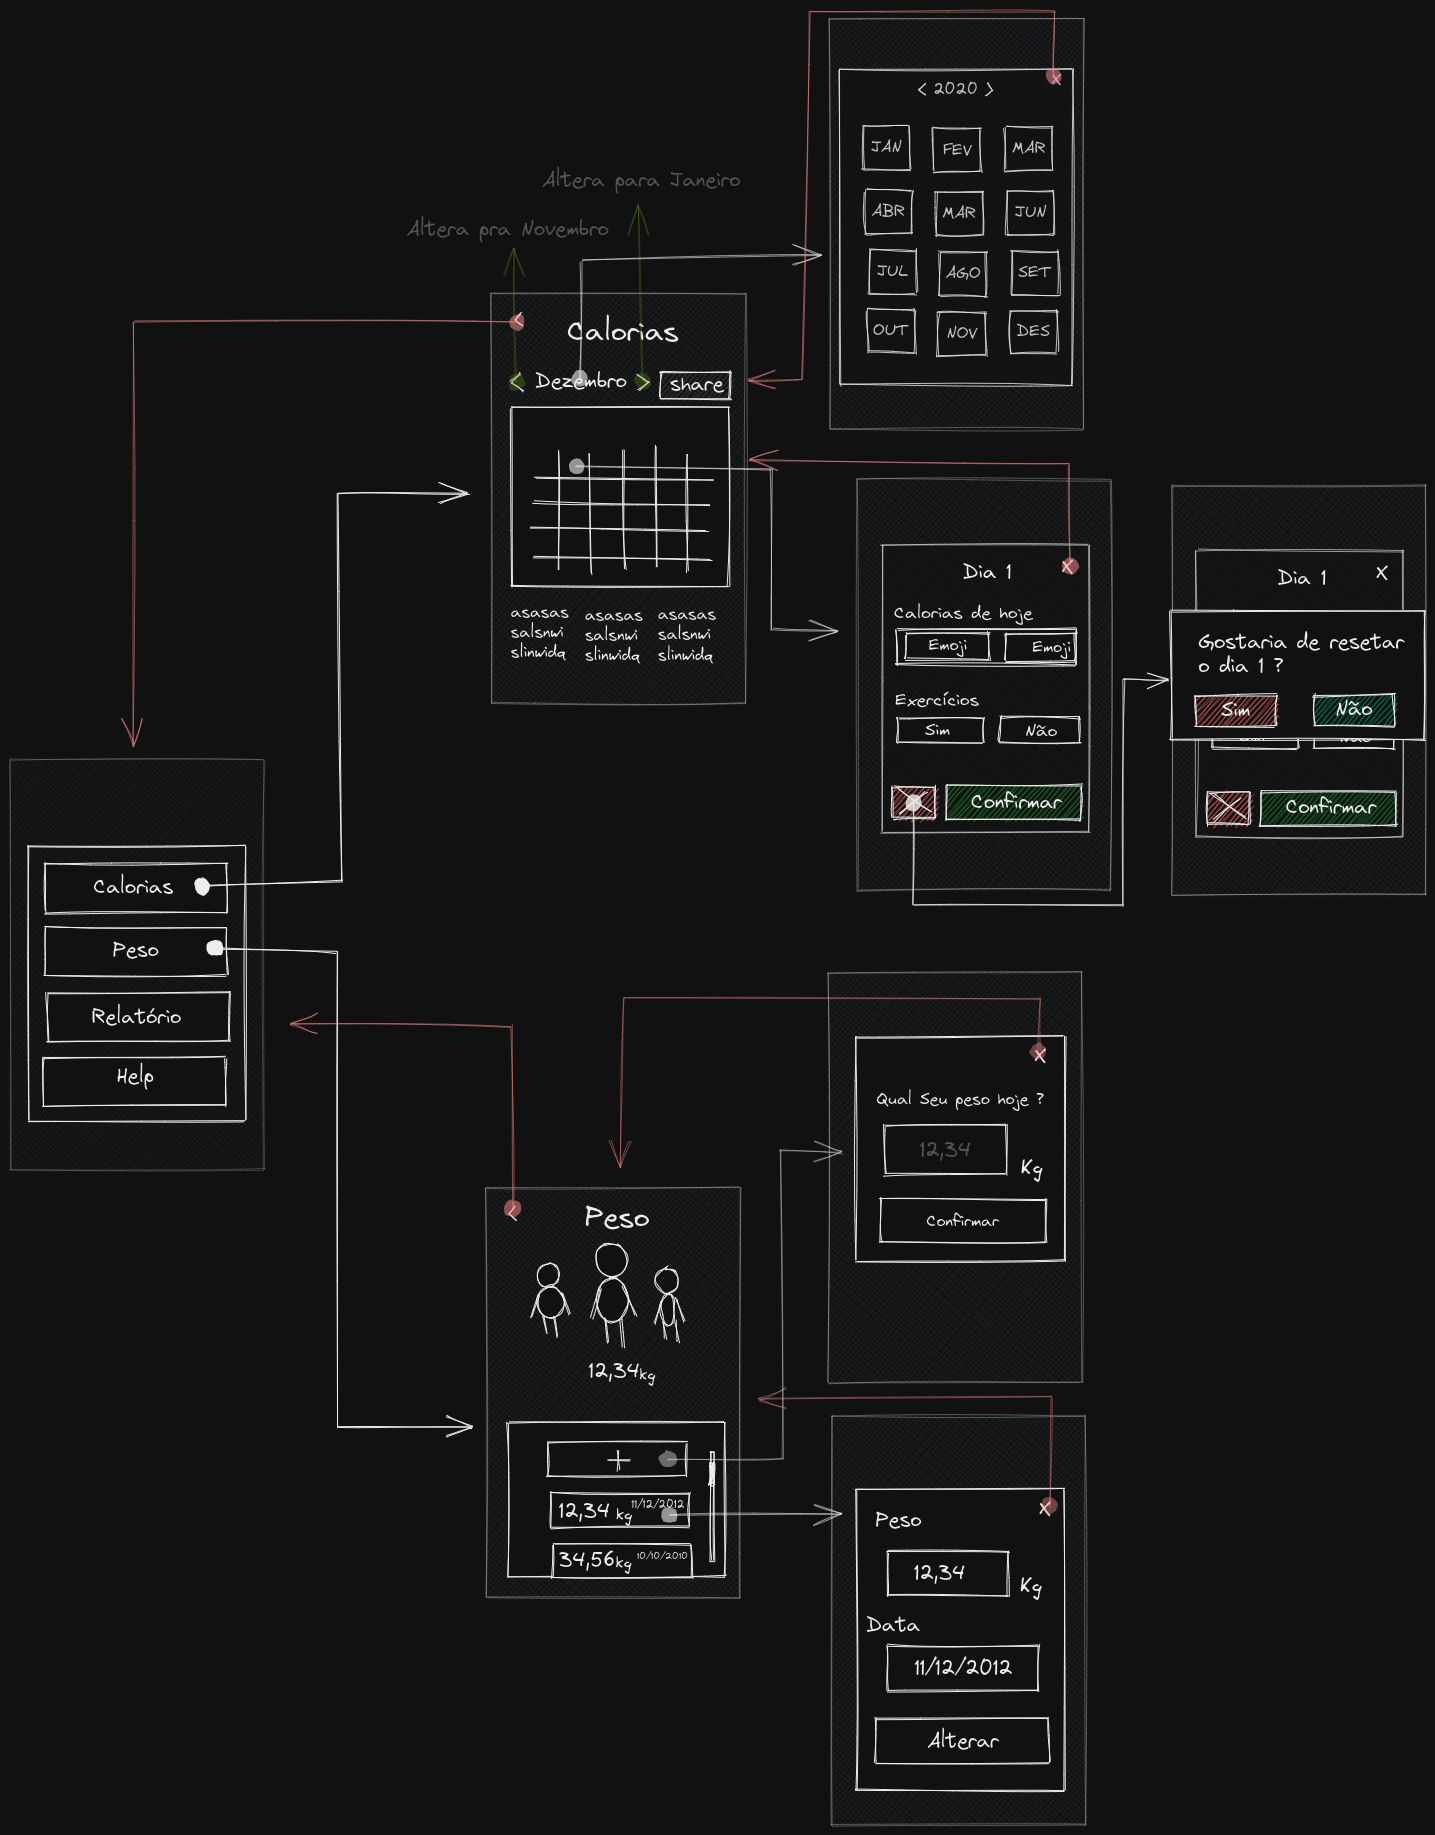 < 2020 >
x
JAN FEV MAR
ABR MAR JUN
JUL AGO SET
OUT NOV DES
Altera para Janeiro
Altera pra Novembro
<
Calorias
< Dezembro > share
asasas asasas asasas
salsnwi salsnwi salsnwi
slinwidq slinwidq slinwidq
Dia 1 x
Calorias de hoje
Emoji Emoji
Exercícios
Sim Não
Confirmar
Dia 1 x
Gostaria de resetar
o dia 1 ?
Sim Não
Confirmar
Calorias
Peso
Relatório
Help
x
Qual Seu peso hoje ?
12,34 Kg
Confirmar
<
Peso
12,34kg
+
12,34 kg 11/12/2012
34,56kg 10/10/2010
x
Peso
12,34 Kg
Data
11/12/2012
Alterar